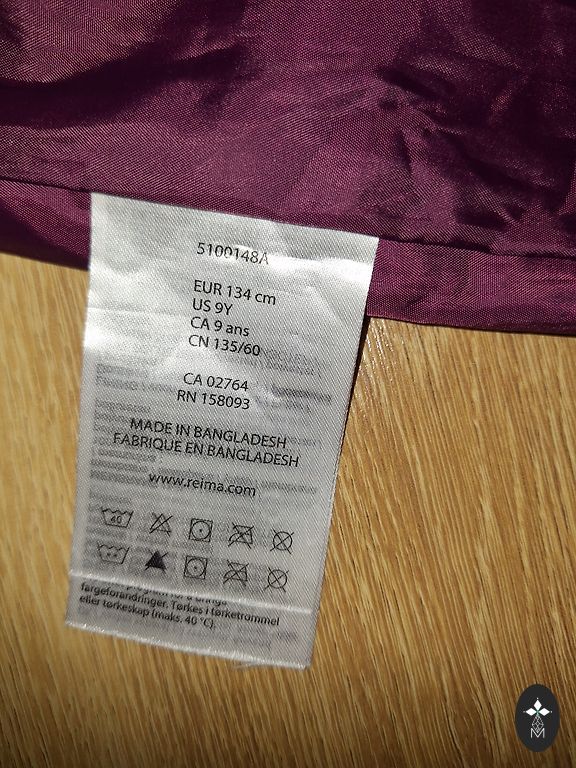 5100148A
EUR 134 cm
US 9Y
CA 9 ans
CN 135/60
CA 02764
RN 158093
MADE IN BANGLADESH
FABRIQUE EN BANGLADESH
www.reima.com
40
fargeforandringer. Tørkes i tørketrommel
eller tørkeskap (maks. 40 °C).
M